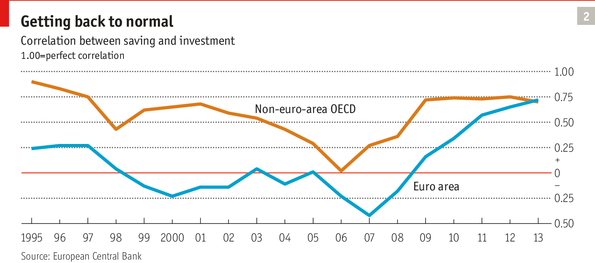 Getting back to normal
2
Correlation between saving and investment
1.00=perfect correlation
1.00
Non-euro-area OECD
0.75
0.50
0.25
+
0
–
Euro area
0.25
0.50
1995 96 97 98 99 2000 01 02 03 04 05 06 07 08 09 10 11 12 13
Source: European Central Bank